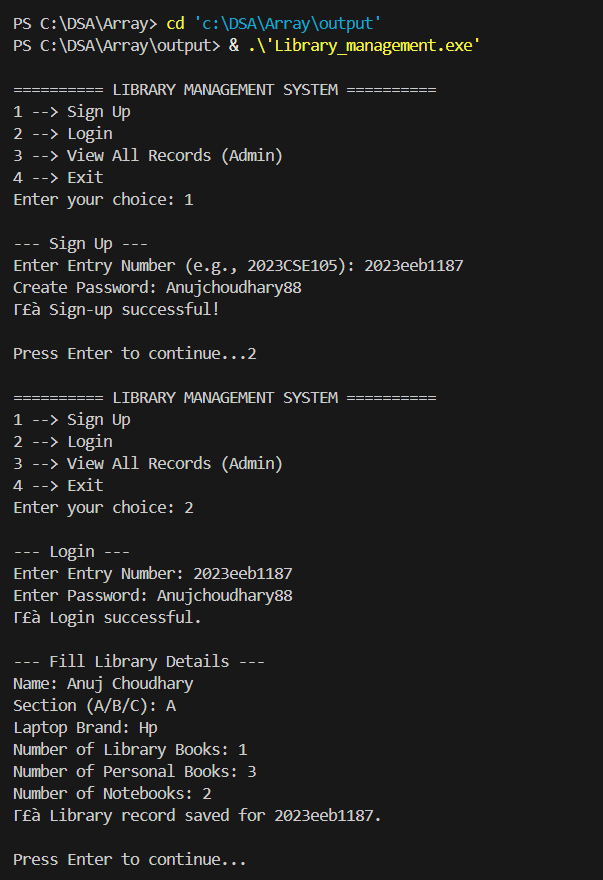 PS C:\DSA\Array> cd 'c:\DSA\Array\output'
PS C:\DSA\Array\output> & .\'Library_management.exe'
========== LIBRARY MANAGEMENT SYSTEM ==========
1 --> Sign Up
2 --> Login
3 --> View All Records (Admin)
4 --> Exit
Enter your choice: 1
--- Sign Up ---
Enter Entry Number (e.g., 2023CSE105): 2023eeb1187
Create Password: Anujchoudhary88
Γ£à Sign-up successful!
Press Enter to continue...2
========== LIBRARY MANAGEMENT SYSTEM ==========
1 --> Sign Up
2 --> Login
3 --> View All Records (Admin)
4 --> Exit
Enter your choice: 2
--- Login ---
Enter Entry Number: 2023eeb1187
Enter Password: Anujchoudhary88
Γ£à Login successful.
--- Fill Library Details ---
Name: Anuj Choudhary
Section (A/B/C): A
Laptop Brand: Hp
Number of Library Books: 1
Number of Personal Books: 3
Number of Notebooks: 2
Γ£à Library record saved for 2023eeb1187.
Press Enter to continue...